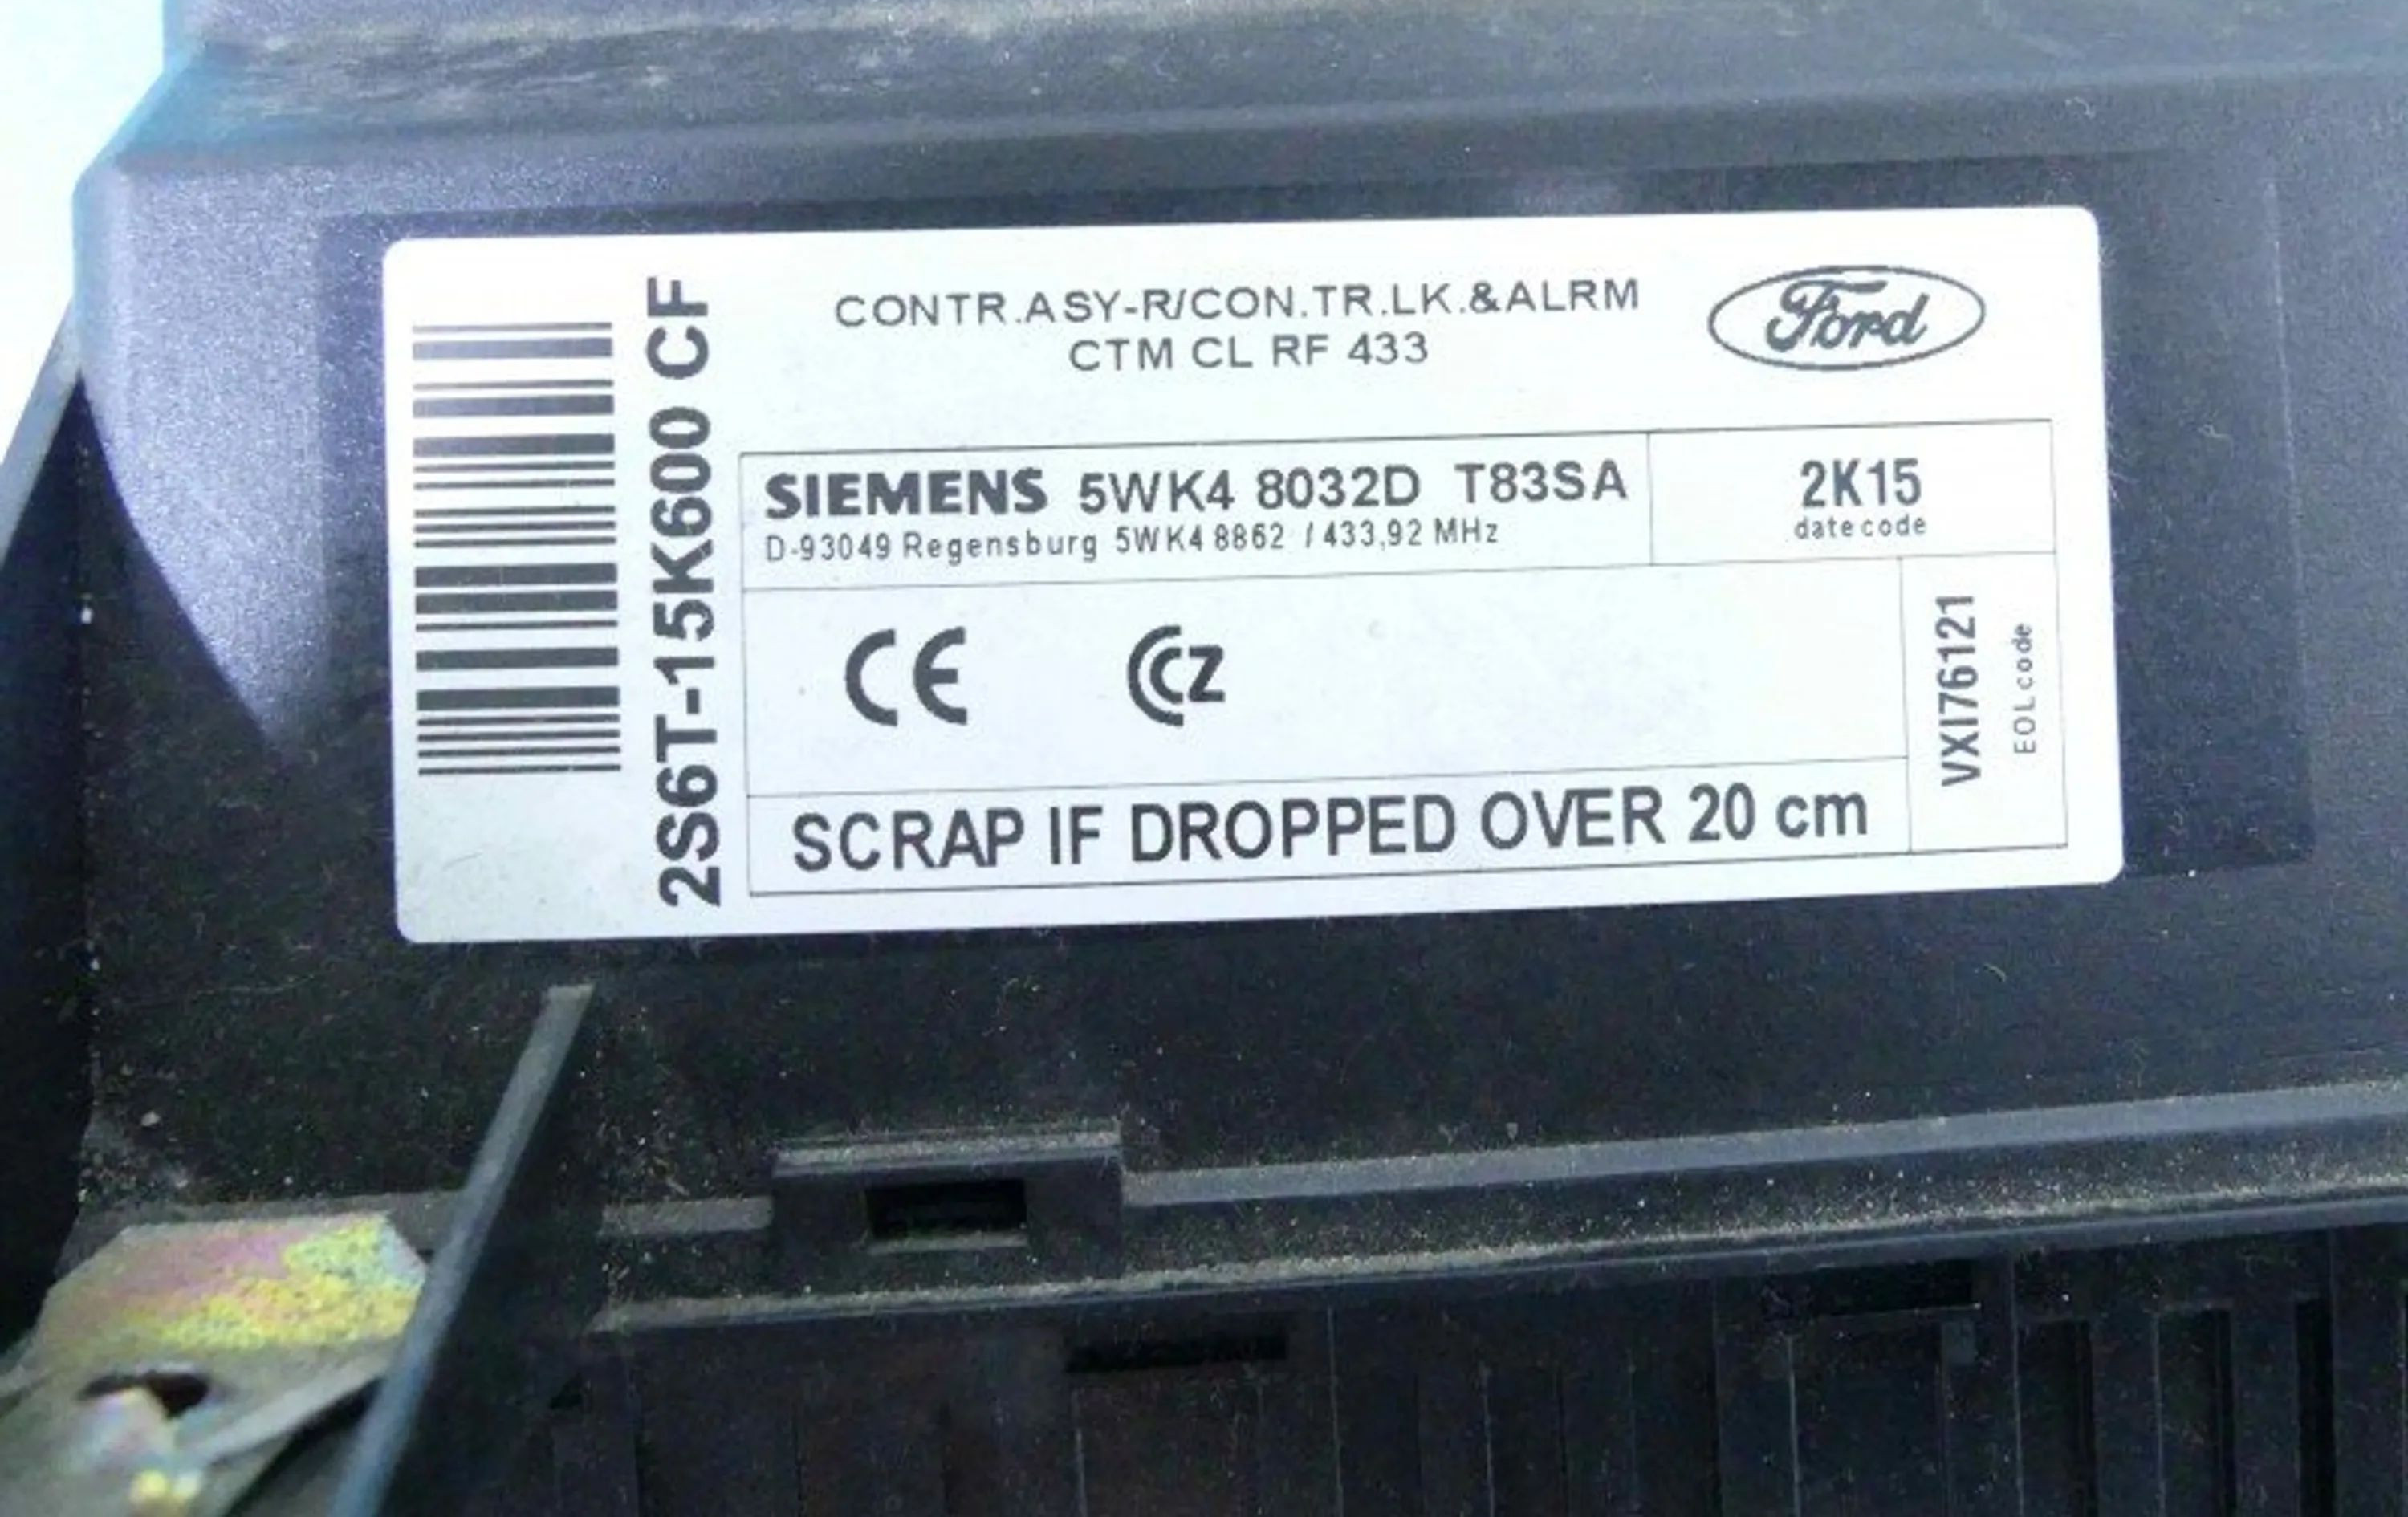 2S6T-15K600 CF
CONTR.ASY-R/CON.TR.LK.&ALRM
CTM CL RF 433
Ford
SIEMENS 5WK4 8032D T83SA
D-93049 Regensburg 5WK4 8862 / 433,92 MHz
2K15
date code
CE
CZ
VXI76121
EOL code
SCRAP IF DROPPED OVER 20 cm